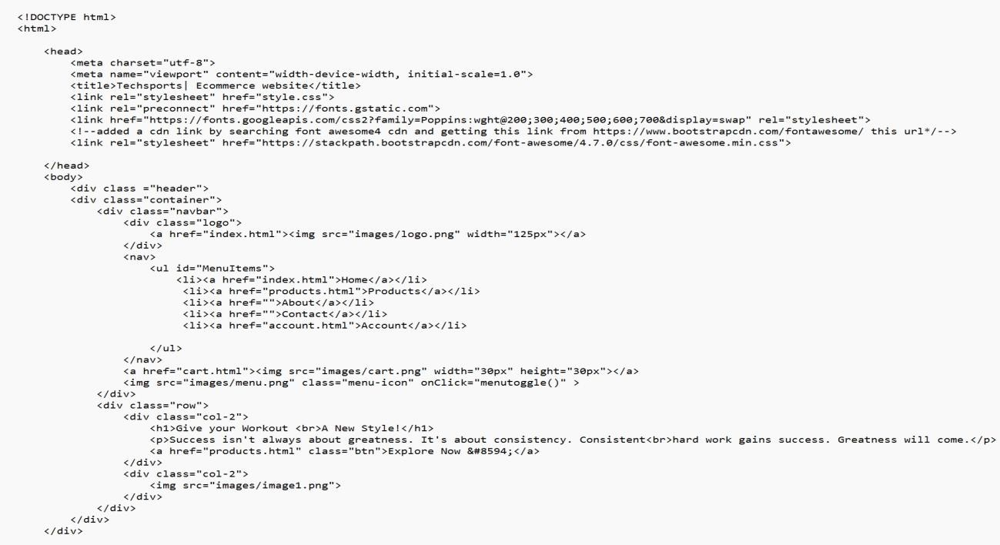 <!DOCTYPE html>
<html>
<head>
<meta charset="utf-8">
<meta name="viewport" content="width-device-width, initial-scale=1.0">
<title>Techsports| Ecommerce website</title>
<link rel="stylesheet" href="style.css">
<link rel="preconnect" href="https://fonts.gstatic.com">
<link href="https://fonts.googleapis.com/css2?family=Poppins:wght@200;300;400;500;600;700&display=swap" rel="stylesheet">
<!--added a cdn link by searching font awesome4 cdn and getting this link from https://www.bootstrapcdn.com/fontawesome/ this url*/-->
<link rel="stylesheet" href="https://stackpath.bootstrapcdn.com/font-awesome/4.7.0/css/font-awesome.min.css">
</head>
<body>
<div class ="header">
<div class="container">
<div class="navbar">
<div class="logo">
<a href="index.html"><img src="images/logo.png" width="125px"></a>
</div>
<nav>
<ul id="MenuItems">
<li><a href="index.html">Home</a></li>
<li><a href="products.html">Products</a></li>
<li><a href="">About</a></li>
<li><a href="">Contact</a></li>
<li><a href="account.html">Account</a></li>
</ul>
</nav>
<a href="cart.html"><img src="images/cart.png" width="30px" height="30px"></a>
<img src="images/menu.png" class="menu-icon" onClick="menutoggle()" >
</div>
<div class="row">
<div class="col-2">
<h1>Give your Workout <br>A New Style!</h1>
<p>Success isn't always about greatness. It's about consistency. Consistent<br>hard work gains success. Greatness will come.</p>
<a href="products.html" class="btn">Explore Now &#8594;</a>
</div>
<div class="col-2">
<img src="images/image1.png">
</div>
</div>
</div>
</div>